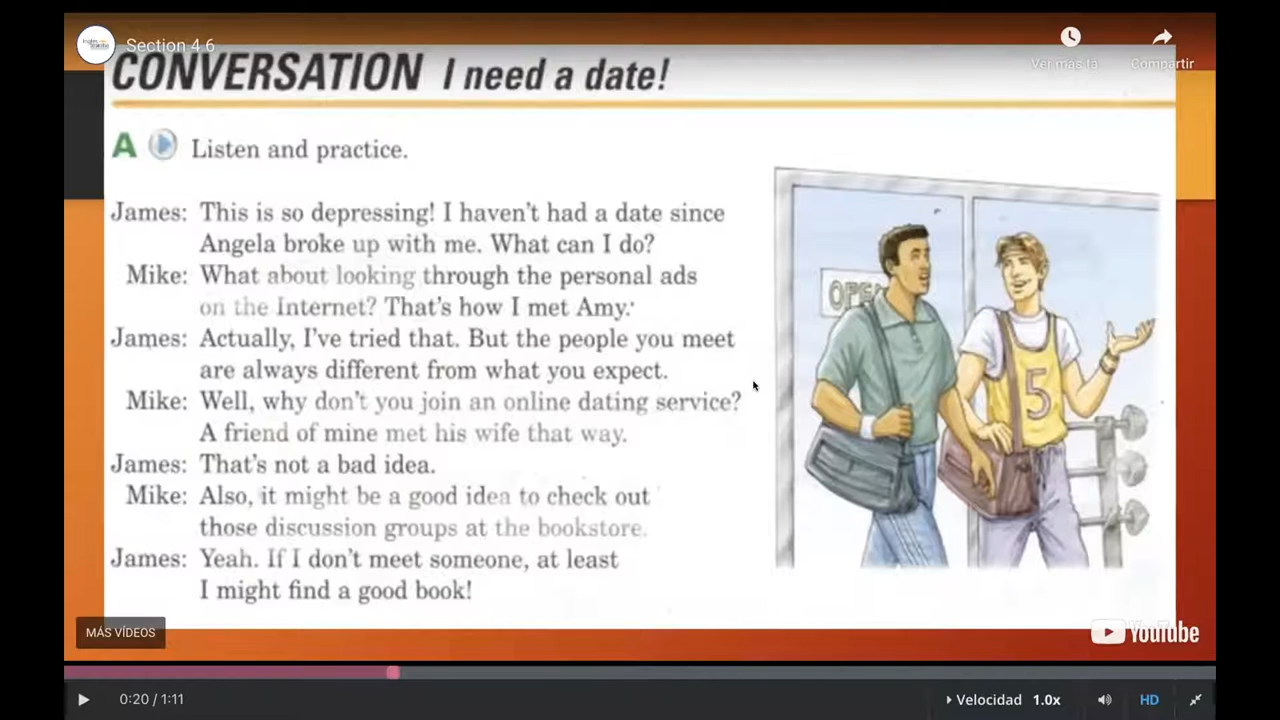 Section 4 6
Ver más ta
Compartir
CONVERSATION I need a date!
A Listen and practice.
James: This is so depressing! I haven't had a date since
Angela broke up with me. What can I do?
Mike: What about looking through the personal ads
on the Internet? That's how I met Amy.
James: Actually, I've tried that. But the people you meet
are always different from what you expect.
Mike: Well, why don't you join an online dating service?
A friend of mine met his wife that way.
James: That's not a bad idea.
Mike: Also, it might be a good idea to check out
those discussion groups at the bookstore.
James: Yeah. If I don't meet someone, at least
I might find a good book!
OPE
5
MÁS VÍDEOS
YouTube
0:20 / 1:11
Velocidad 1.0x
HD